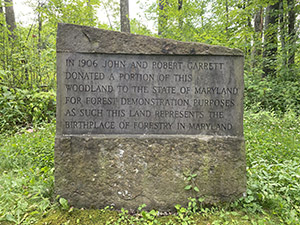 IN 1906 JOHN AND ROBERT GARRETT
DONATED A PORTION OF THIS
WOODLAND TO THE STATE OF MARYLAND
FOR FOREST DEMONSTRATION PURPOSES
AS SUCH THIS LAND REPRESENTS THE
BIRTHPLACE OF FORESTRY IN MARYLAND